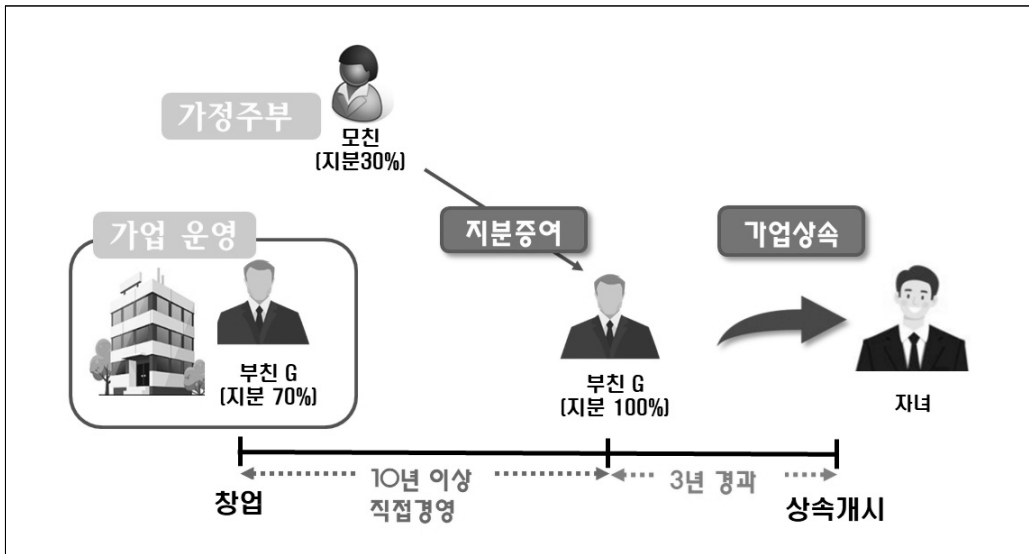 가정주부
모친
(지분30%)
가업 운영
지분증여
가업상속
부친 G
(지분 70%)
부친 G
(지분 100%)
자녀
10년 이상
직접경영
3년 경과
창업
상속개시